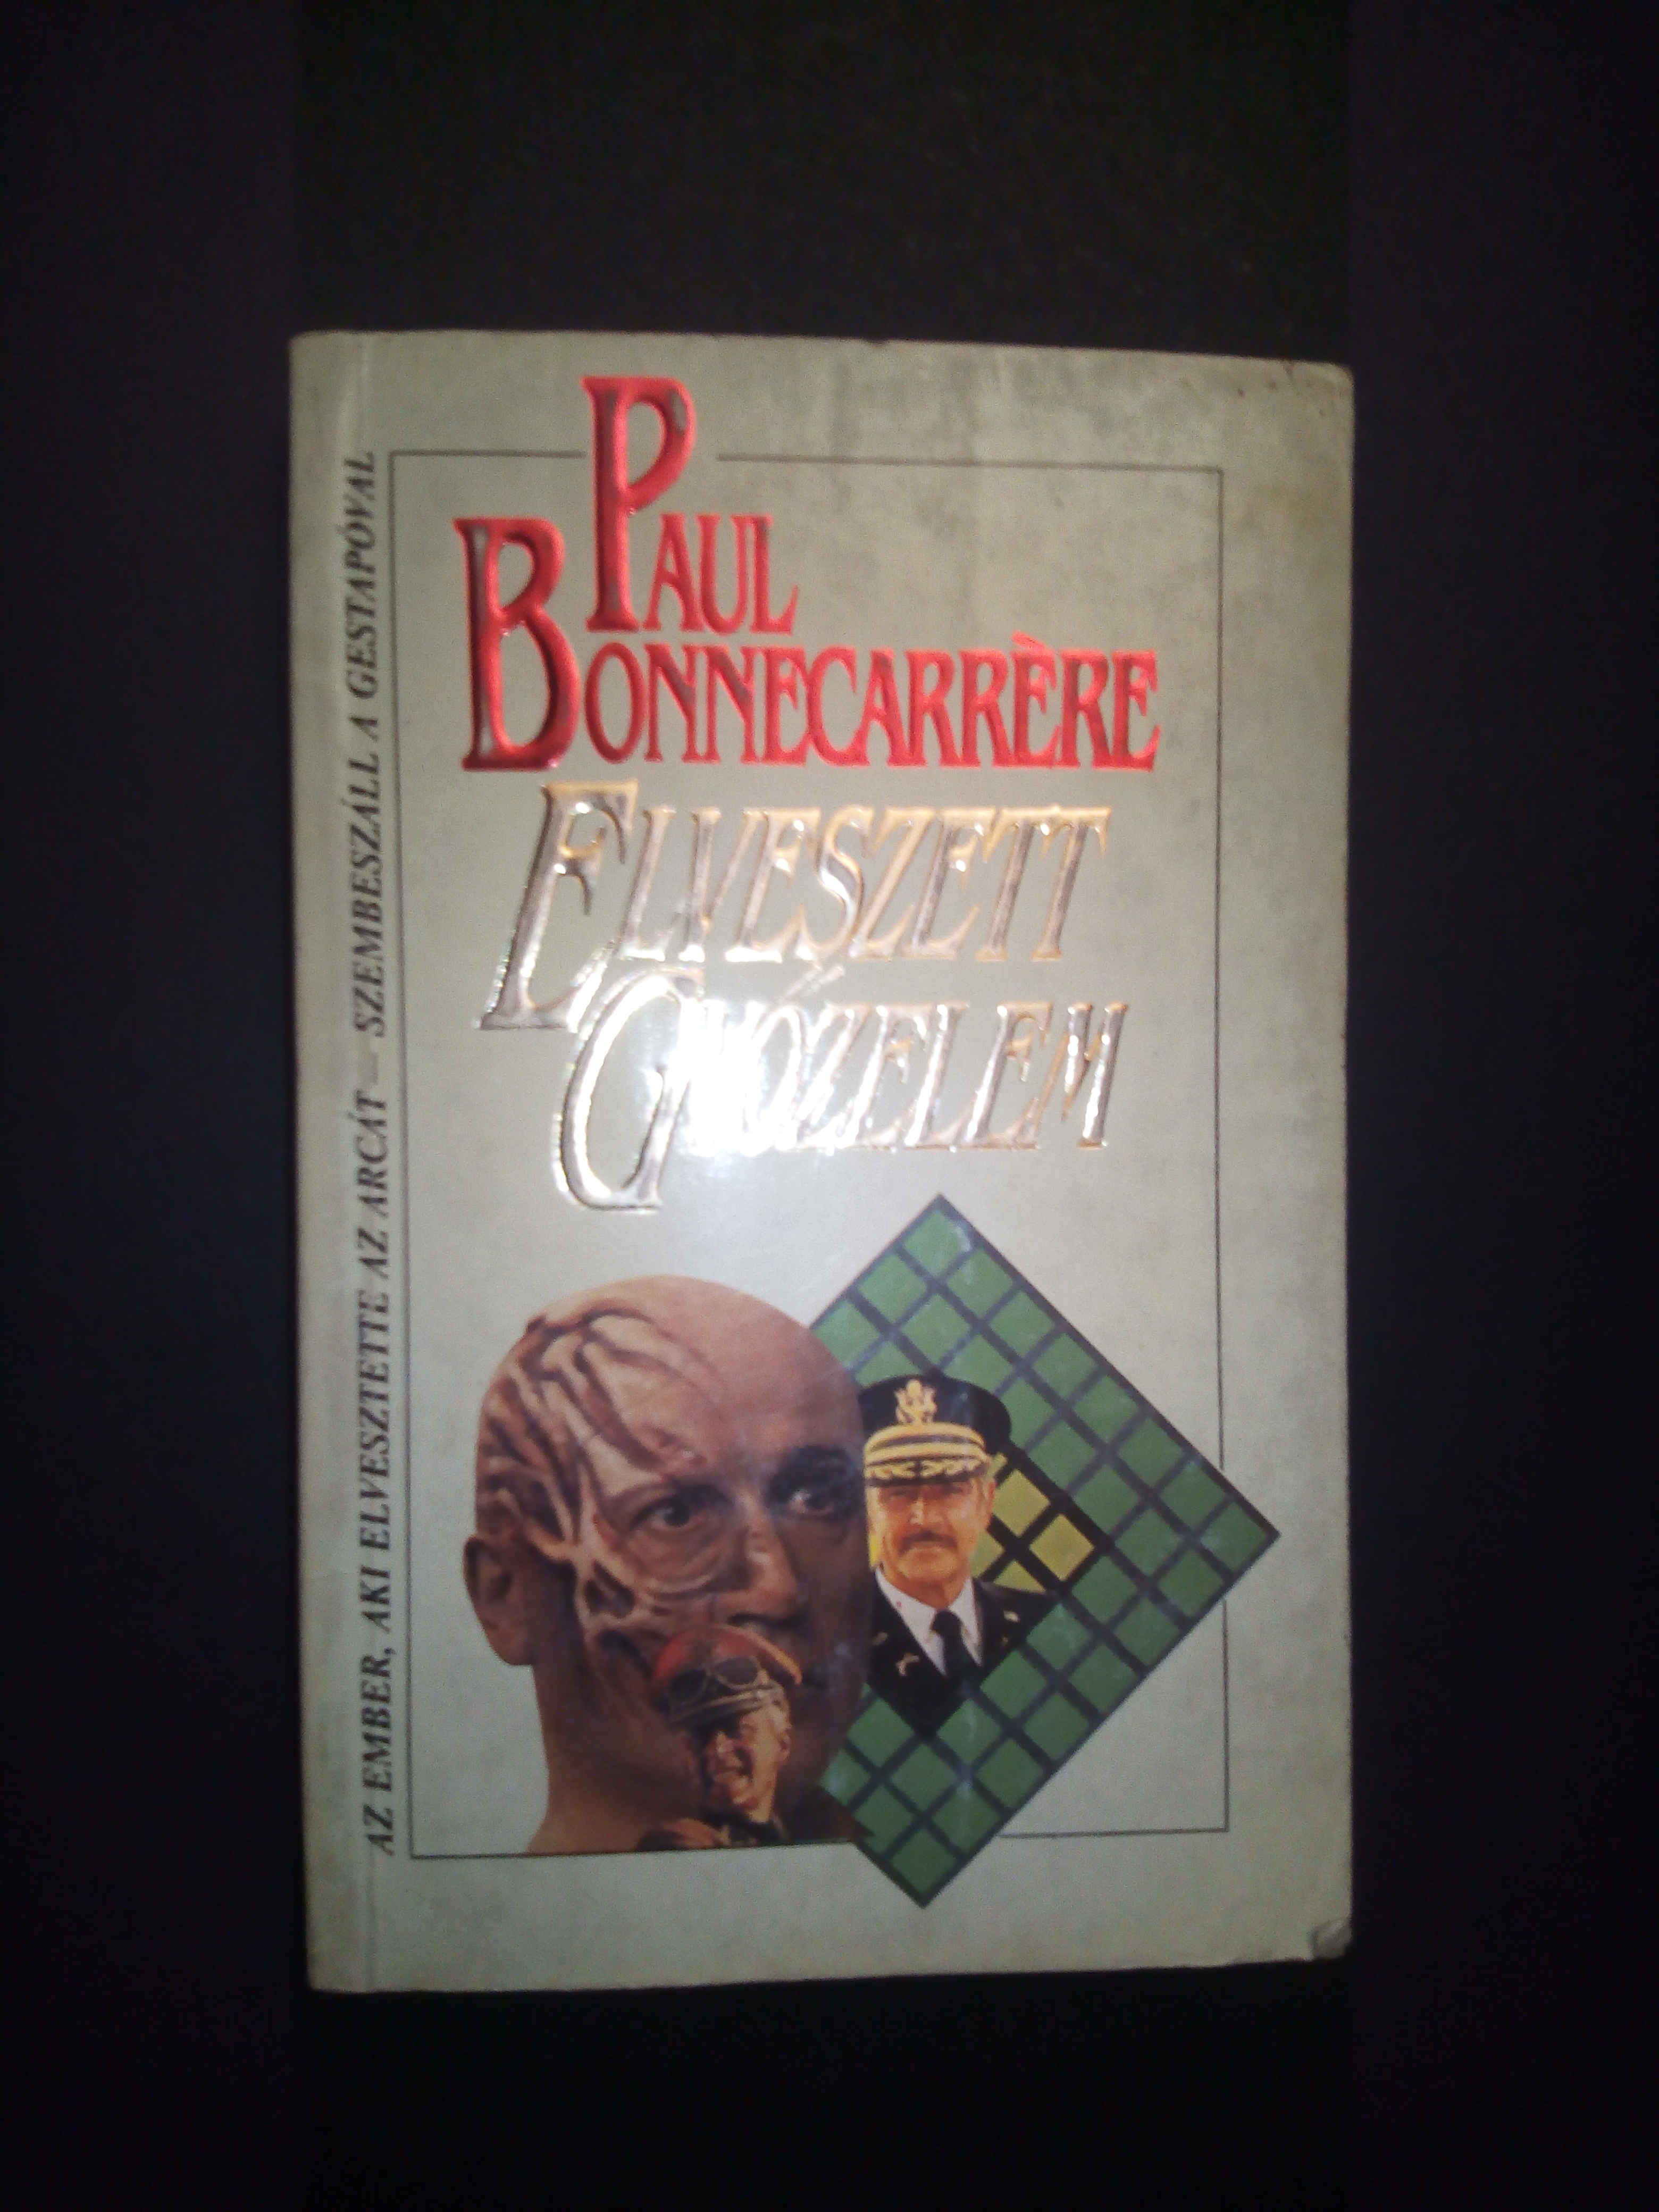 PAUL
BONNECARRÈRE
ELVESZETT
GYŐZELEM
AZ EMBER, AKI ELVESZTETTE AZ ARCÁT — SZEMBESZÁLL A GESTAPÓVAL